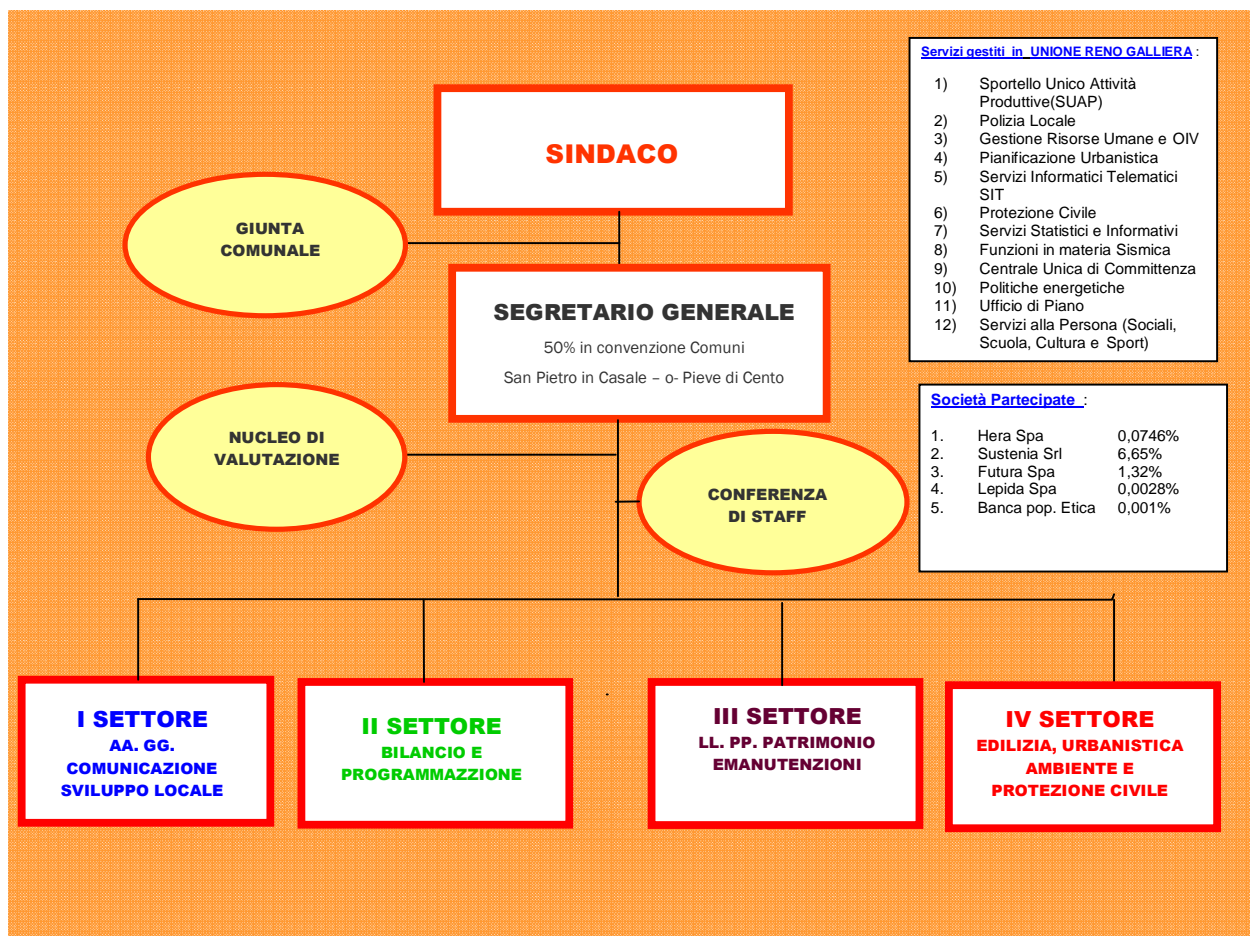 SINDACO
GIUNTA
COMUNALE
SEGRETARIO GENERALE
50% in convenzione Comuni
San Pietro in Casale – o- Pieve di Cento
NUCLEO DI
VALUTAZIONE
CONFERENZA
DI STAFF
Servizi gestiti in UNIONE RENO GALLIERA :
1) Sportello Unico Attività
Produttive(SUAP)
2) Polizia Locale
3) Gestione Risorse Umane e OIV
4) Pianificazione Urbanistica
5) Servizi Informatici Telematici
SIT
6) Protezione Civile
7) Servizi Statistici e Informativi
8) Funzioni in materia Sismica
9) Centrale Unica di Committenza
10) Politiche energetiche
11) Ufficio di Piano
12) Servizi alla Persona (Sociali,
Scuola, Cultura e Sport)
Società Partecipate :
1. Hera Spa 0,0746%
2. Sustenia Srl 6,65%
3. Futura Spa 1,32%
4. Lepida Spa 0,0028%
5. Banca pop. Etica 0,001%
I SETTORE
AA. GG.
COMUNICAZIONE
SVILUPPO LOCALE
II SETTORE
BILANCIO E
PROGRAMMAZZIONE
III SETTORE
LL. PP. PATRIMONIO
EMANUTENZIONI
IV SETTORE
EDILIZIA, URBANISTICA
AMBIENTE E
PROTEZIONE CIVILE